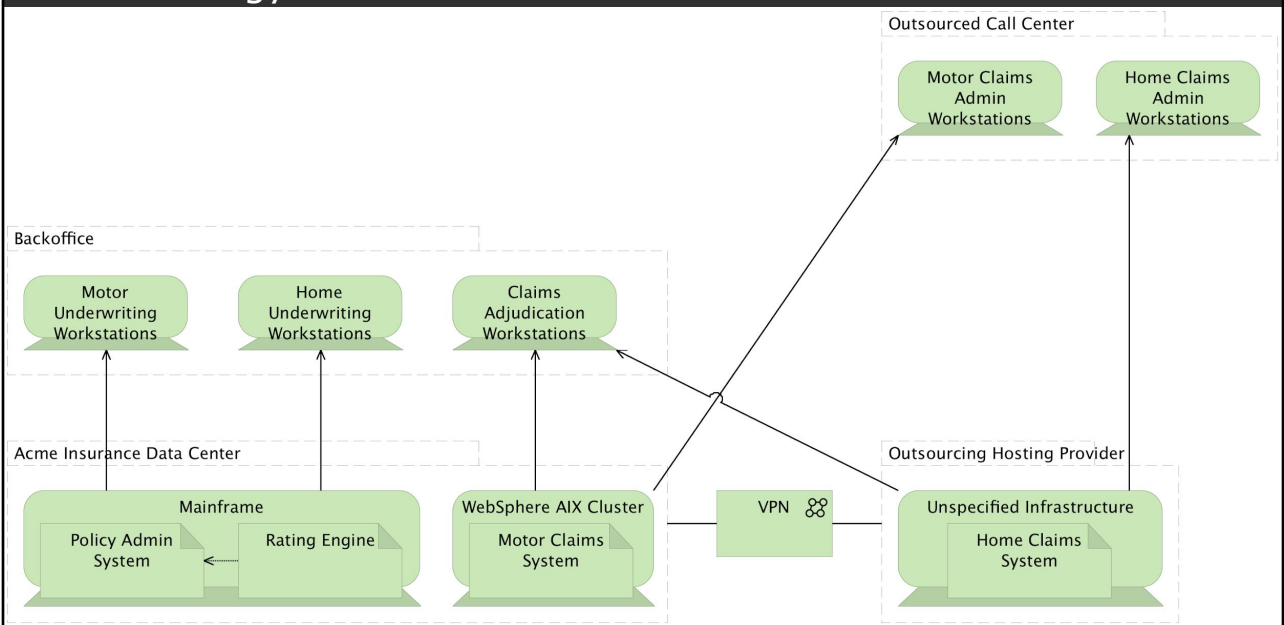 Outsourced Call Center
Motor Claims
Admin
Workstations
Home Claims
Admin
Workstations
Backoffice
Motor
Underwriting
Workstations
Home
Underwriting
Workstations
Claims
Adjudication
Workstations
Acme Insurance Data Center
Outsourcing Hosting Provider
Mainframe
Policy Admin
System
Rating Engine
WebSphere AIX Cluster
Motor Claims
System
VPN
Unspecified Infrastructure
Home Claims
System